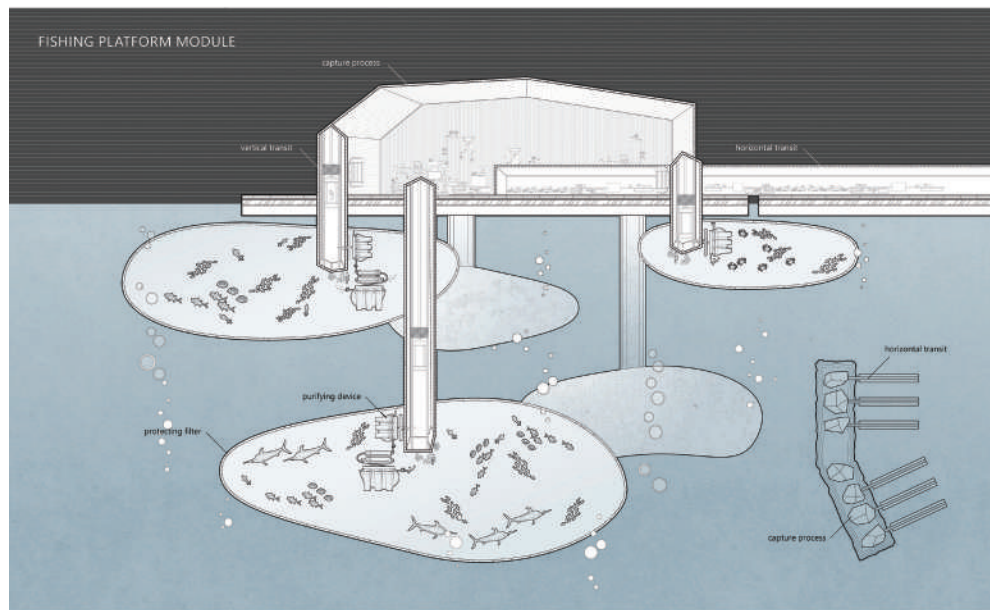 FISHING PLATFORM MODULE
capture process
vertical transit
horizontal transit
horizontal transit
purifying device
protecting filter
capture process